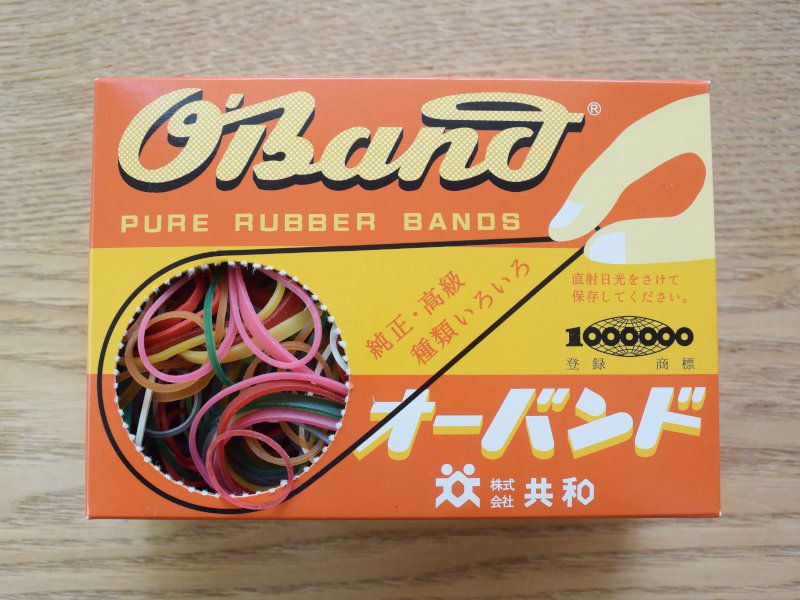 O'Band®
PURE RUBBER BANDS
純正・高級
種類いろいろ
直射日光をさけて
保存してください。
1000000
登録 商標
オーバンド
株式会社 共和